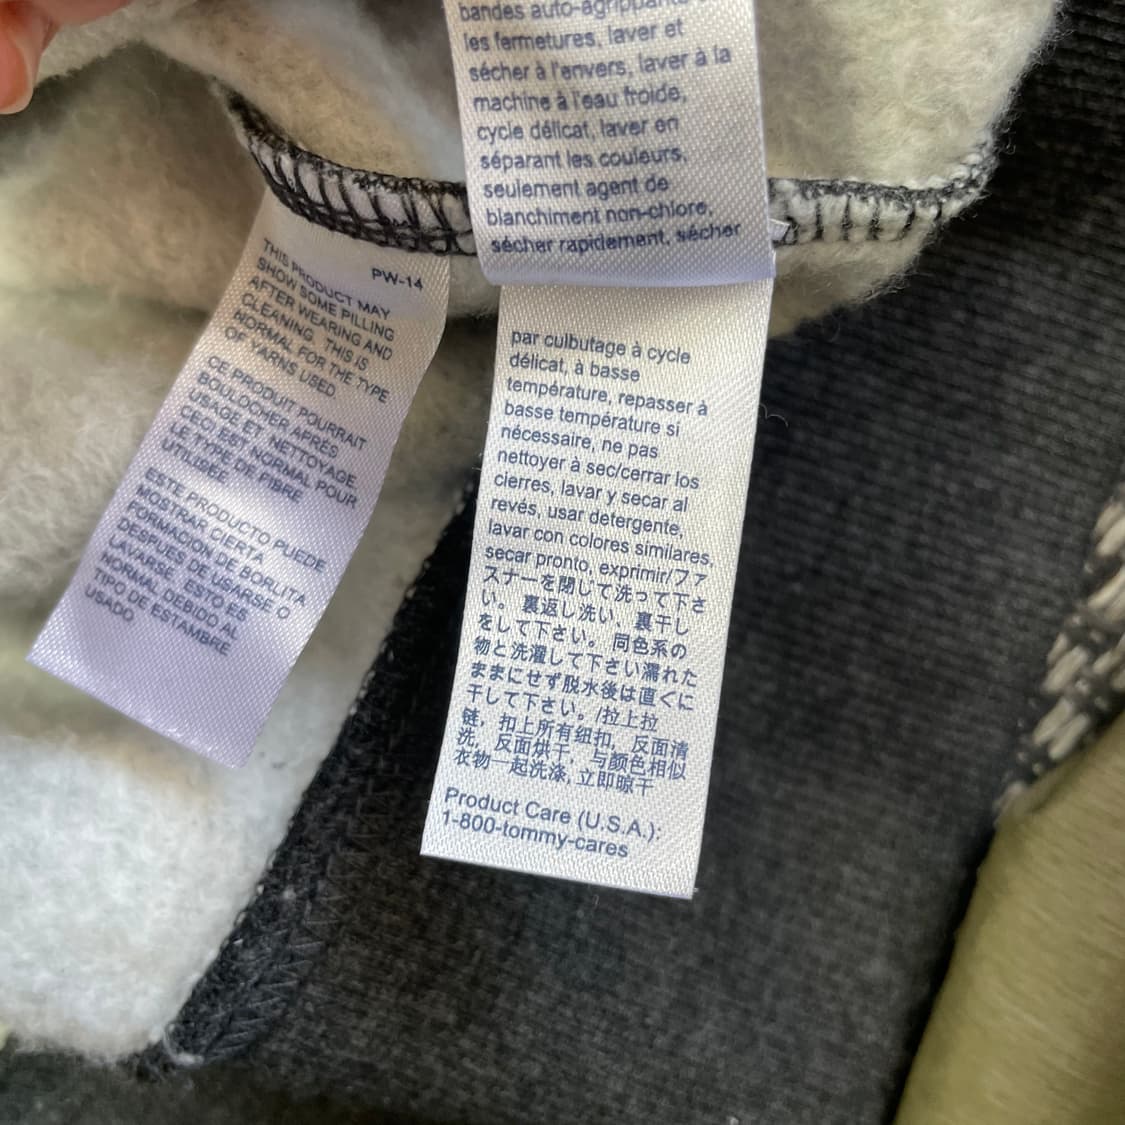 bandes auto-agrippante
les fermetures, laver et
sécher à l'envers, laver à la
machine à l'eau froide,
cycle délicat, laver en
séparant les couleurs,
seulement agent de
blanchiment non-chlore,
sécher rapidement, sécher
PW-14
THIS PRODUCT MAY
SHOW SOME PILLING
AFTER WEARING AND
CLEANING. THIS IS
NORMAL FOR THE TYPE
OF YARNS USED
CE PRODUIT POURRAIT
BOULOCHER APRÈS
USAGE ET NETTOYAGE.
CECI EST NORMAL POUR
LE TYPE DE FIBRE
UTILISÉE
ESTE PRODUCTO PUEDE
MOSTRAR CIERTA
FORMACION DE BORLITA
DESPUES DE USARSE O
LAVARSE. ESTO ES
NORMAL DEBIDO AL
TIPO DE ESTAMBRE
USADO
par culbutage à cycle
délicat, à basse
température, repasser à
basse température si
nécessaire, ne pas
nettoyer à sec/cerrar los
cierres, lavar y secar al
revés, usar detergente,
lavar con colores similares,
secar pronto, exprimir/ファ
スナーを閉じて洗って下さ
い。裏返し洗い、裏干し
をして下さい。同色系の
物と洗濯して下さい濡れた
ままにせず脱水後は直ぐに
干して下さい。/拉上拉
链，扣上所有纽扣，反面清
洗，反面烘干，与颜色相似
衣物一起洗涤, 立即晾干
Product Care (U.S.A.):
1-800-tommy-cares